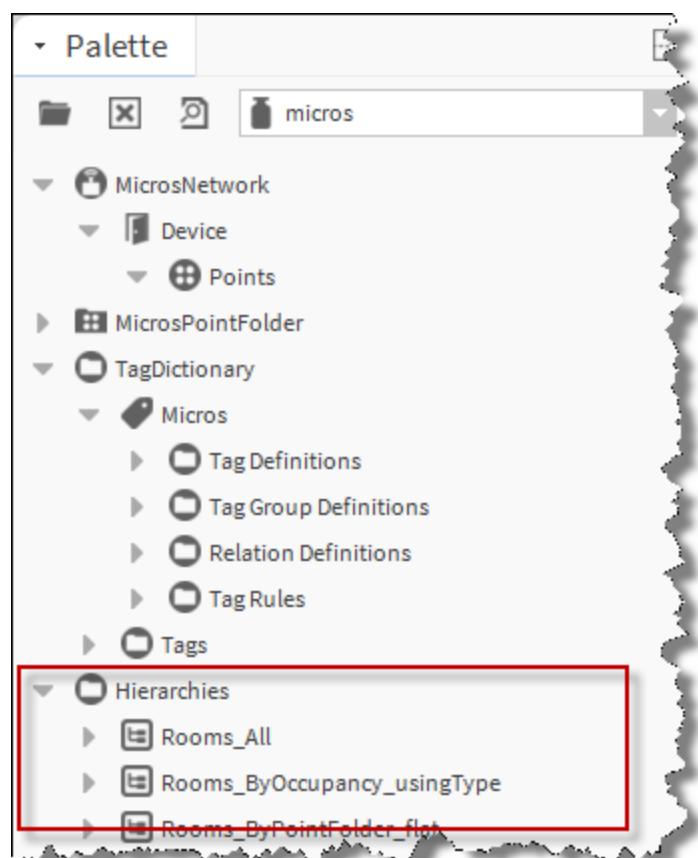 Palette
micros
MicrosNetwork
Device
Points
MicrosPointFolder
TagDictionary
Micros
Tag Definitions
Tag Group Definitions
Relation Definitions
Tag Rules
Tags
Hierarchies
Rooms_All
Rooms_ByOccupancy_usingType
Rooms_ByPointFolder_flat